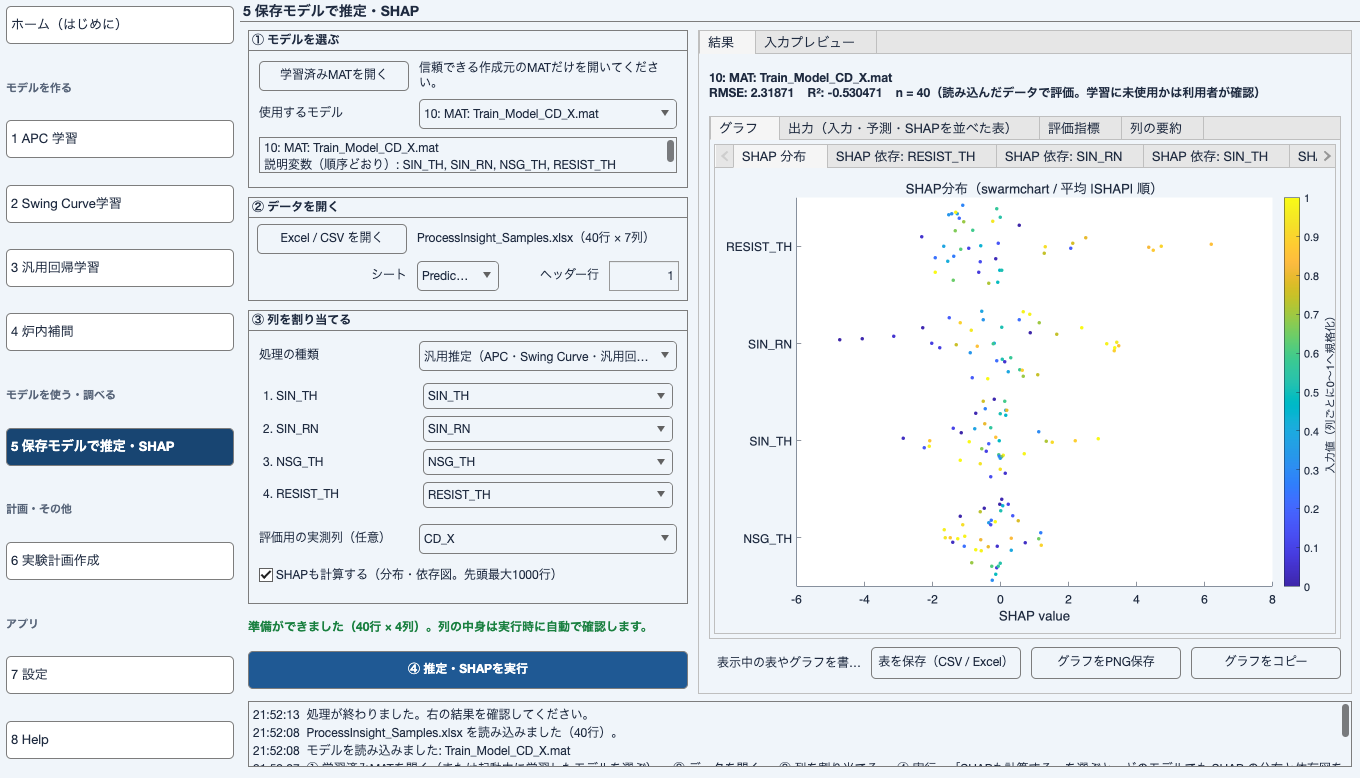 ホーム（はじめに）
モデルを作る
1 APC 学習
2 Swing Curve学習
3 汎用回帰学習
4 炉内補間
モデルを使う・調べる
5 保存モデルで推定・SHAP
計画・その他
6 実験計画作成
アプリ
7 設定
8 Help
5 保存モデルで推定・SHAP
① モデルを選ぶ
学習済みMATを開く
信頼できる作成元のMATだけを開いてくださ
い。
使用するモデル
10: MAT: Train_Model_CD_X.mat
10: MAT: Train_Model_CD_X.mat
説明変数（順序どおり）: SIN_TH, SIN_RN, NSG_TH, RESIST_TH
② データを開く
Excel / CSV を開く
ProcessInsight_Samples.xlsx（40行 × 7列）
シート
Predic...
ヘッダー行
1
③ 列を割り当てる
処理の種類
汎用推定（APC・Swing Curve・汎用回...
1. SIN_TH
SIN_TH
2. SIN_RN
SIN_RN
3. NSG_TH
NSG_TH
4. RESIST_TH
RESIST_TH
評価用の実測列（任意）
CD_X
SHAPも計算する（分布・依存図。先頭最大1000行）
準備ができました（40行 × 4列）。列の中身は実行時に自動で確認します。
④ 推定・SHAPを実行
結果
入力プレビュー
10: MAT: Train_Model_CD_X.mat
RMSE: 2.31871 R²: -0.530471 n = 40（読み込んだデータで評価。学習に未使用かは利用者が確認）
グラフ
出力（入力・予測・SHAPを並べた表）
評価指標
列の要約
SHAP 分布
SHAP 依存: RESIST_TH
SHAP 依存: SIN_RN
SHAP 依存: SIN_TH
SHAP分布（swarmchart / 平均 |SHAP| 順）
RESIST_TH
SIN_RN
SIN_TH
NSG_TH
-6 -4 -2 0 2 4 6 8
SHAP value
1
0.9
0.8
0.7
0.6
0.5
0.4
0.3
0.2
0.1
0
入力値（列ごとに0～1へ規格化）
表示中の表やグラフを書...
表を保存（CSV / Excel）
グラフをPNG保存
グラフをコピー
21:52:13 処理が終わりました。右の結果を確認してください。
21:52:08 ProcessInsight_Samples.xlsx を読み込みました（40行）。
21:52:08 モデルを読み込みました: Train_Model_CD_X.mat